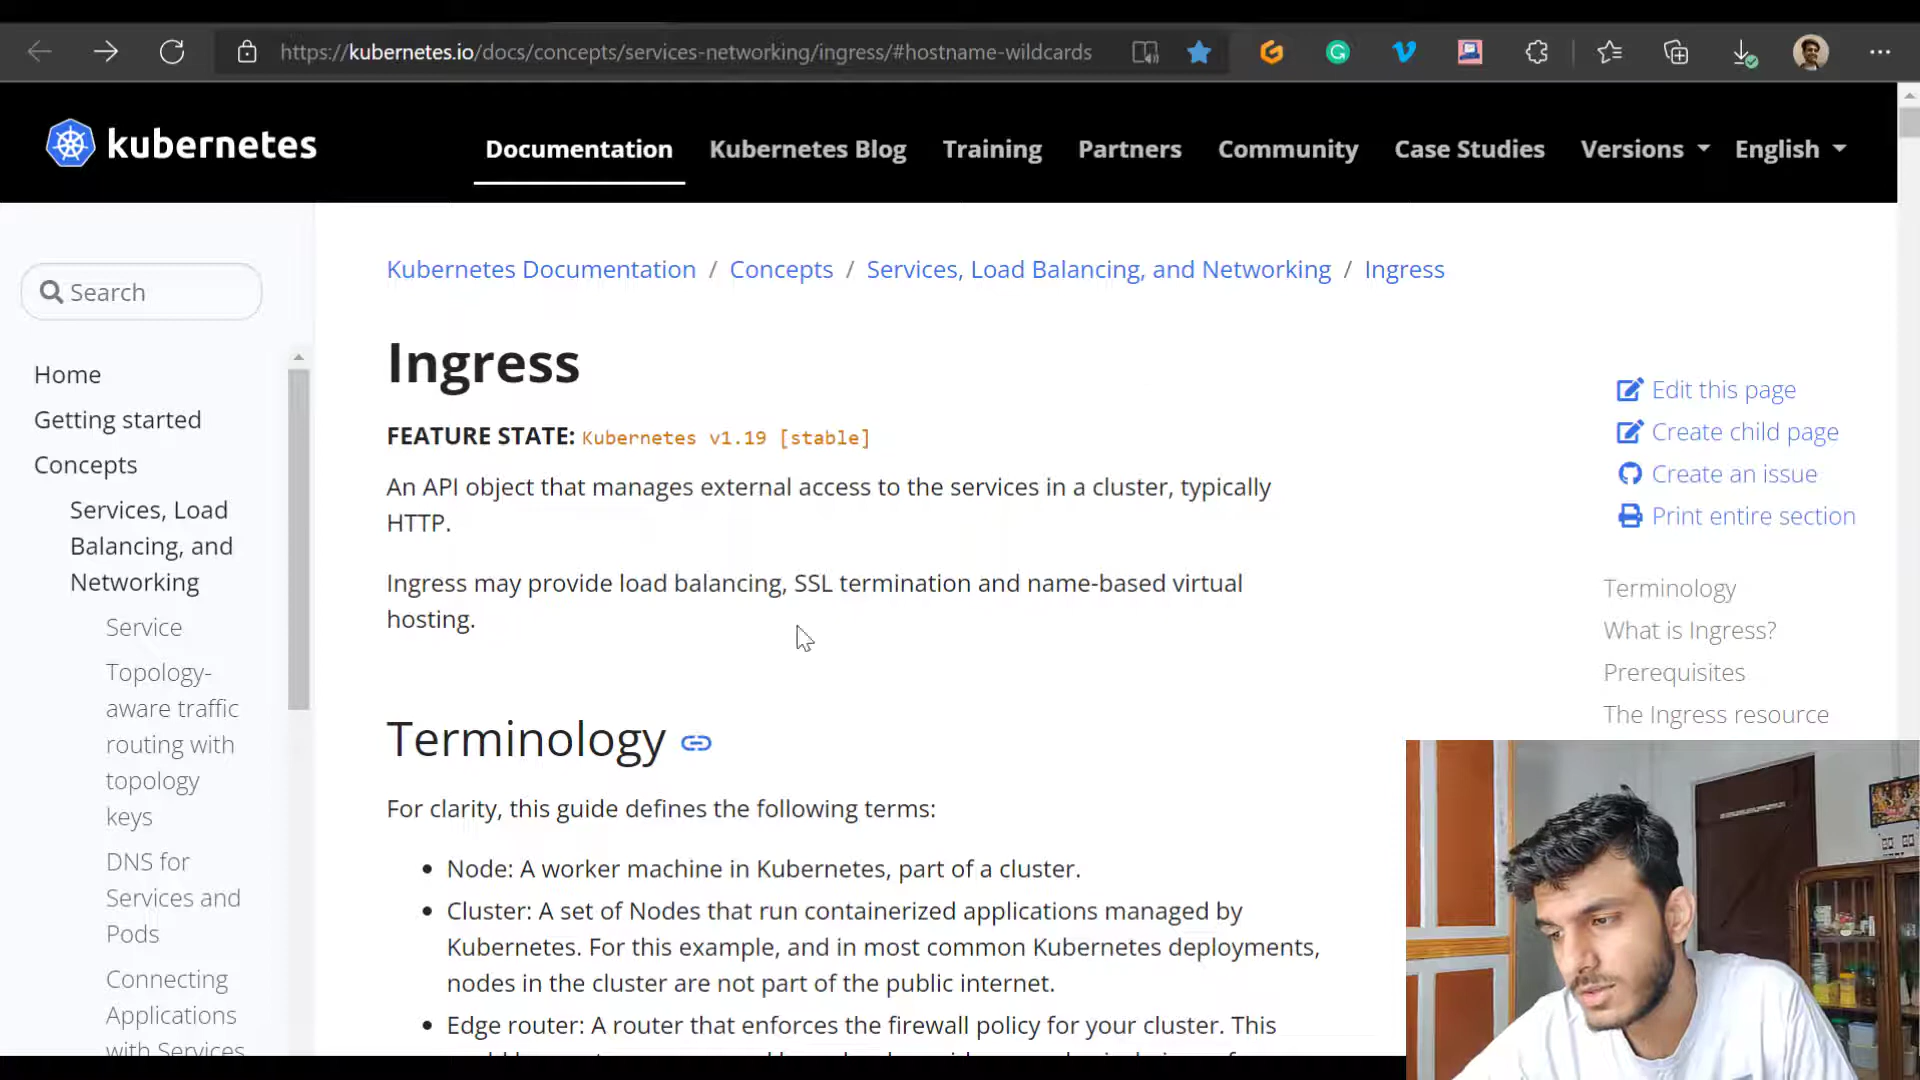 https://kubernetes.io/docs/concepts/services-networking/ingress/#hostname-wildcards
kubernetes
Documentation
Kubernetes Blog
Training
Partners
Community
Case Studies
Versions
English
Search
Home
Getting started
Concepts
Services, Load
Balancing, and
Networking
Service
Topology-
aware traffic
routing with
topology
keys
DNS for
Services and
Pods
Connecting
Applications
with Services
Kubernetes Documentation / Concepts / Services, Load Balancing, and Networking / Ingress
Ingress
FEATURE STATE: Kubernetes v1.19 [stable]
An API object that manages external access to the services in a cluster, typically
HTTP.
Ingress may provide load balancing, SSL termination and name-based virtual
hosting.
Terminology
For clarity, this guide defines the following terms:
• Node: A worker machine in Kubernetes, part of a cluster.
• Cluster: A set of Nodes that run containerized applications managed by
Kubernetes. For this example, and in most common Kubernetes deployments,
nodes in the cluster are not part of the public internet.
• Edge router: A router that enforces the firewall policy for your cluster. This
Edit this page
Create child page
Create an issue
Print entire section
Terminology
What is Ingress?
Prerequisites
The Ingress resource